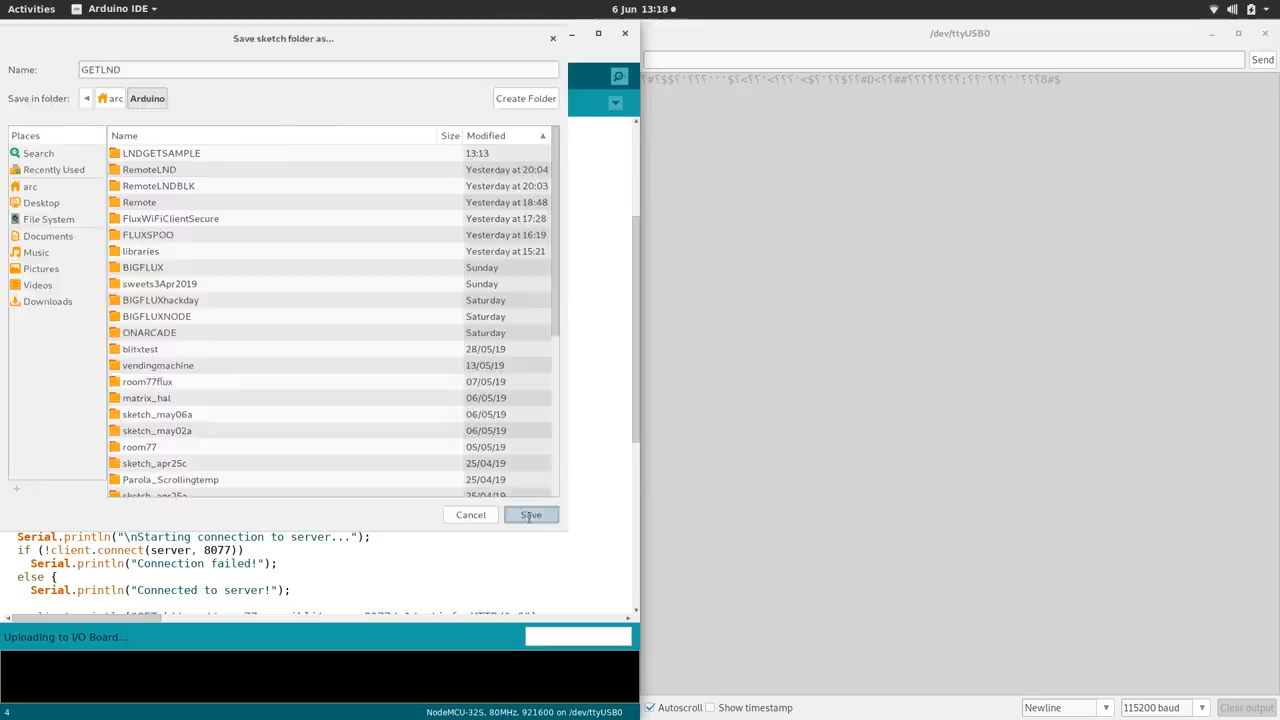 Activities Arduino IDE 6 Jun 13:18
Save sketch folder as...
/dev/ttyUSB0
Name: GETLND
Send
Save in folder: arc Arduino Create Folder
Places Name Size Modified
Search LNDGETSAMPLE 13:13
Recently Used RemoteLND Yesterday at 20:04
arc RemoteLNDBLK Yesterday at 20:03
Desktop Remote Yesterday at 18:48
File System FluxWiFiClientSecure Yesterday at 17:28
Documents FLUXSPOO Yesterday at 16:19
Music libraries Yesterday at 15:21
Pictures BIGFLUX Sunday
Videos sweets3Apr2019 Sunday
Downloads BIGFLUXhackday Saturday
BIGFLUXNODE Saturday
ONARCADE Saturday
blitxtest 28/05/19
vendingmachine 13/05/19
room77flux 07/05/19
matrix_hal 06/05/19
sketch_may06a 06/05/19
sketch_may02a 06/05/19
room77 05/05/19
sketch_apr25c 25/04/19
Parola_Scrollingtemp 25/04/19
sketch_apr25a 25/04/19
Cancel Save
Serial.println("\nStarting connection to server...");
if (!client.connect(server, 8077))
Serial.println("Connection failed!");
else {
Serial.println("Connected to server!");
Uploading to I/O Board...
4 NodeMCU-32S, 80MHz, 921600 on /dev/ttyUSB0
Autoscroll Show timestamp Newline 115200 baud Clear output